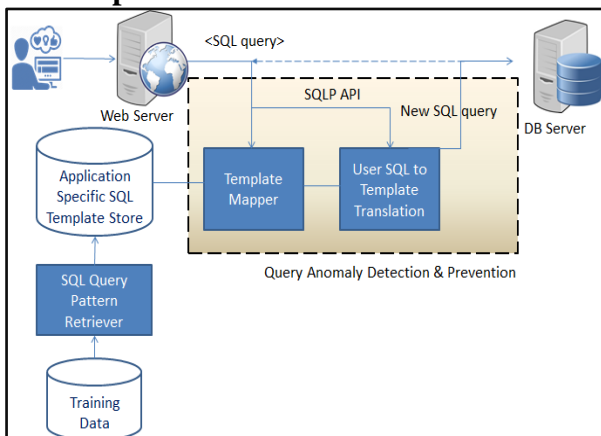 <SQL query>
Web Server
SQLP API
New SQL query
DB Server
Application
Specific SQL
Template Store
Template
Mapper
User SQL to
Template
Translation
Query Anomaly Detection & Prevention
SQL Query
Pattern
Retriever
Training
Data